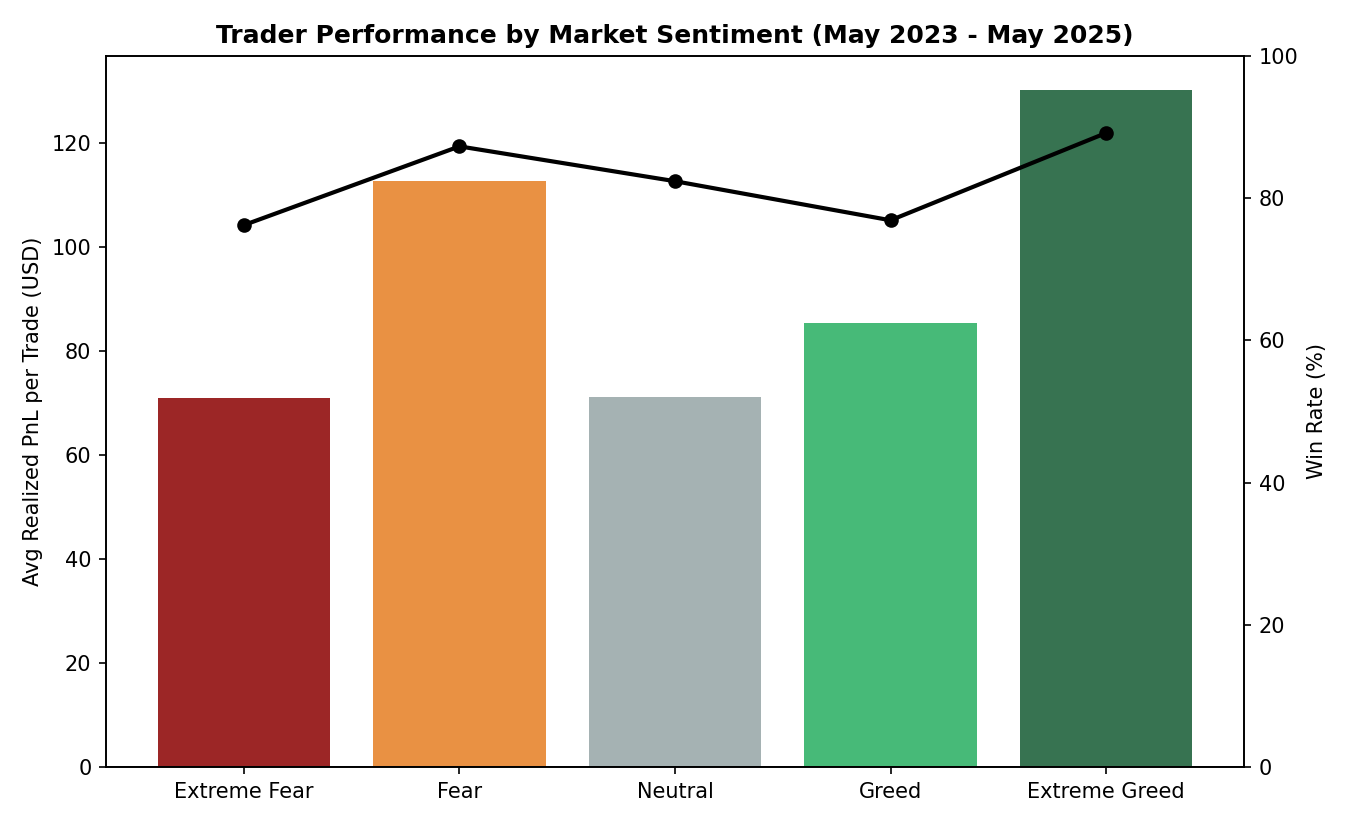 Trader Performance by Market Sentiment (May 2023 - May 2025)
Avg Realized PnL per Trade (USD)
120
100
80
60
40
20
0
Extreme Fear
Fear
Neutral
Greed
Extreme Greed
100
80
60
40
20
0
Win Rate (%)